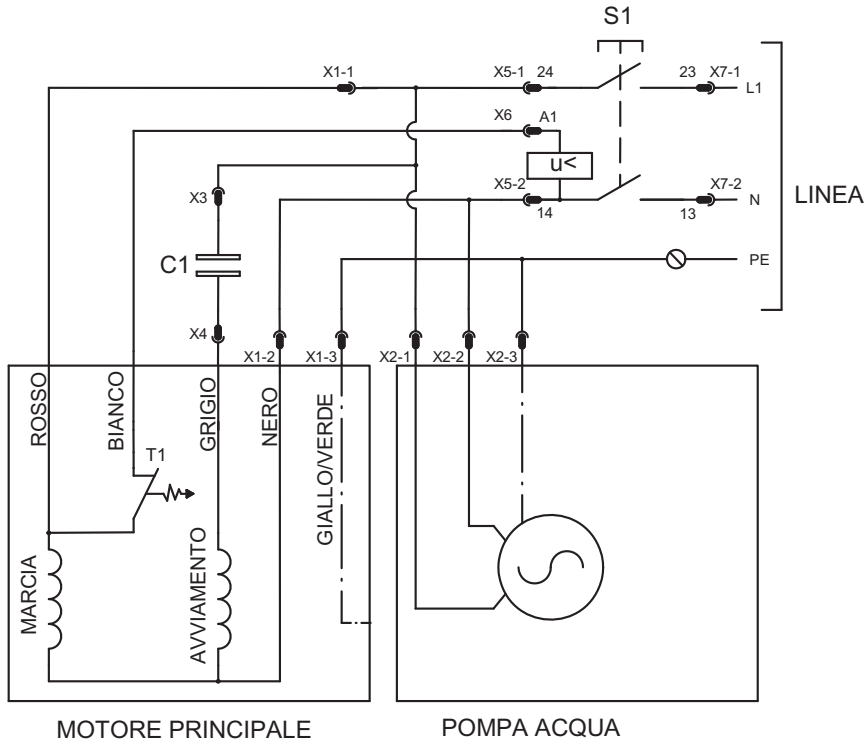 S1
X1-1
X5-1 24
23 X7-1
L1
X6
A1
u<
X5-2
14
13
X7-2
N
LINEA
PE
X3
C1
X4
X1-2
X1-3
X2-1
X2-2
X2-3
ROSSO
BIANCO
GRIGIO
NERO
GIALLO/VERDE
T1
MARCIA
AVVIAMENTO
MOTORE PRINCIPALE
POMPA ACQUA